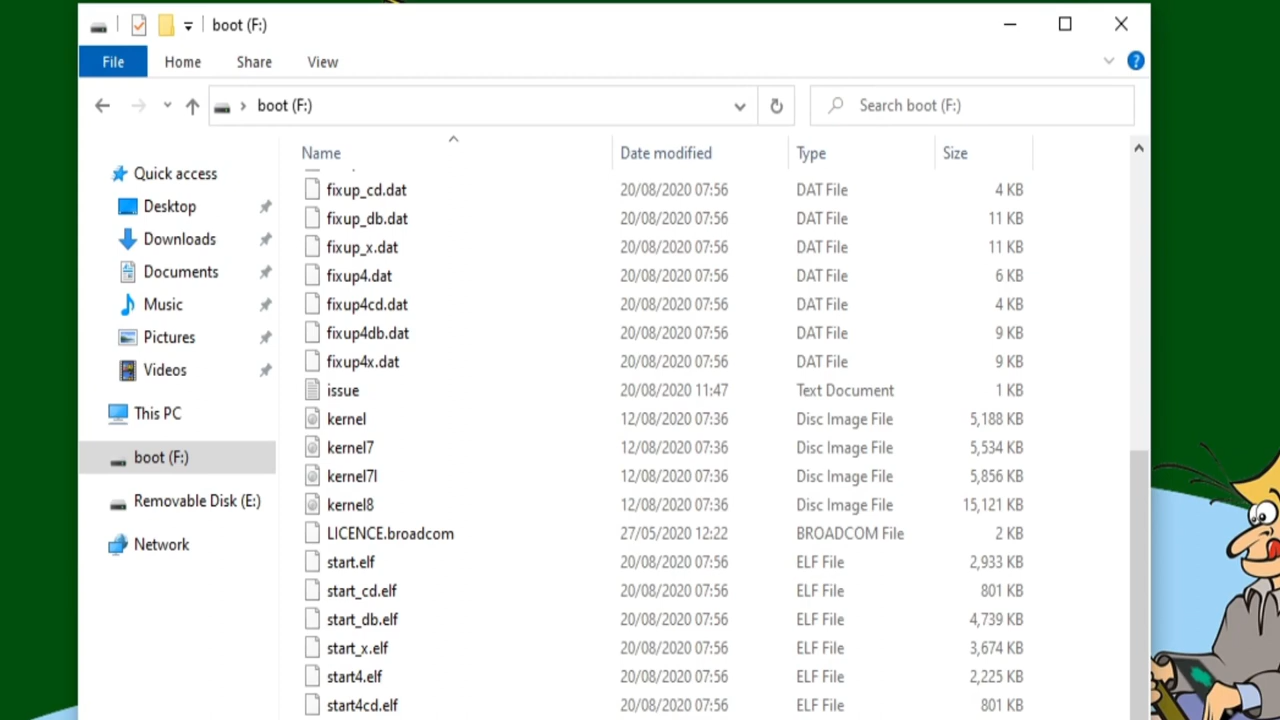 boot (F:)
File Home Share View
boot (F:) Search boot (F:)
Name Date modified Type Size
Quick access
Desktop
Downloads
Documents
Music
Pictures
Videos
This PC
boot (F:)
Removable Disk (E:)
Network
fixup_cd.dat 20/08/2020 07:56 DAT File 4 KB
fixup_db.dat 20/08/2020 07:56 DAT File 11 KB
fixup_x.dat 20/08/2020 07:56 DAT File 11 KB
fixup4.dat 20/08/2020 07:56 DAT File 6 KB
fixup4cd.dat 20/08/2020 07:56 DAT File 4 KB
fixup4db.dat 20/08/2020 07:56 DAT File 9 KB
fixup4x.dat 20/08/2020 07:56 DAT File 9 KB
issue 20/08/2020 11:47 Text Document 1 KB
kernel 12/08/2020 07:36 Disc Image File 5,188 KB
kernel7 12/08/2020 07:36 Disc Image File 5,534 KB
kernel7l 12/08/2020 07:36 Disc Image File 5,856 KB
kernel8 12/08/2020 07:36 Disc Image File 15,121 KB
LICENCE.broadcom 27/05/2020 12:22 BROADCOM File 2 KB
start.elf 20/08/2020 07:56 ELF File 2,933 KB
start_cd.elf 20/08/2020 07:56 ELF File 801 KB
start_db.elf 20/08/2020 07:56 ELF File 4,739 KB
start_x.elf 20/08/2020 07:56 ELF File 3,674 KB
start4.elf 20/08/2020 07:56 ELF File 2,225 KB
start4cd.elf 20/08/2020 07:56 ELF File 801 KB